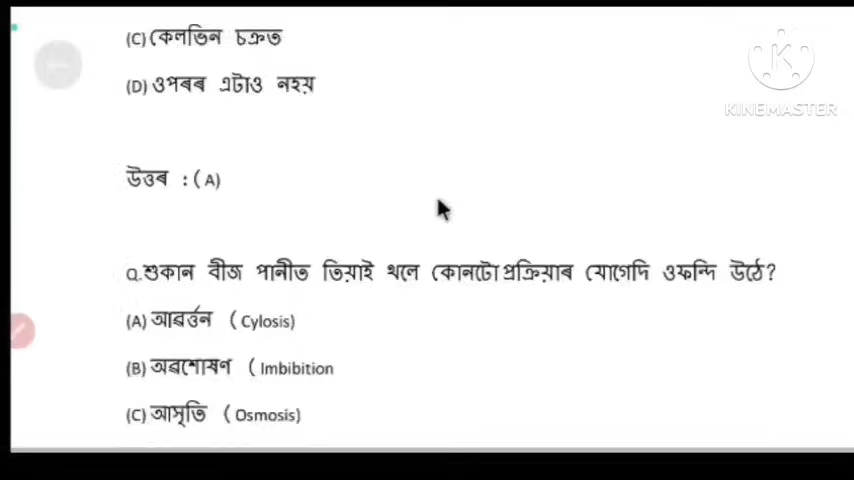 (C) কেলভিন চক্ৰত
KINEMASTER
(D) ওপৰৰ এটাও নহয়
উত্তৰ : (A)
Q.শুকান বীজ পানীত তিয়াই থলে কোনটো প্ৰক্ৰিয়াৰ যোগেদি ওফন্দি উঠে?
(A) আৱৰ্ত্তন ( Cylosis)
(B) অৱশোষণ ( Imbibition
(C) আসৃতি ( Osmosis)